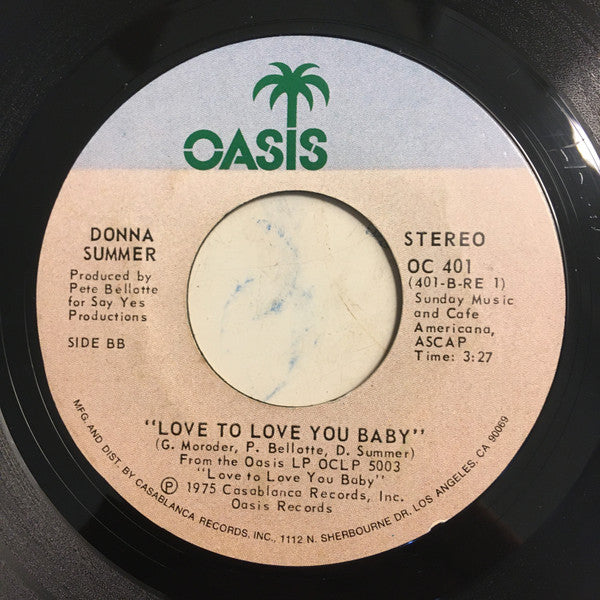 OASIS
DONNA
SUMMER
Produced by
Pete Bellotte
for Say Yes
Productions
SIDE BB
STEREO
OC 401
(401-B-RE 1)
Sunday Music
and Cafe
Americana,
ASCAP
Time: 3:27
"LOVE TO LOVE YOU BABY"
(G. Moroder, P. Bellotte, D. Summer)
From the Oasis LP OCLP 5003
"Love to Love You Baby"
℗ 1975 Casablanca Records, Inc.
Oasis Records
MFG. AND DIST. BY CASABLANCA RECORDS, INC., 1112 N. SHERBOURNE DR. LOS ANGELES, CA 90069